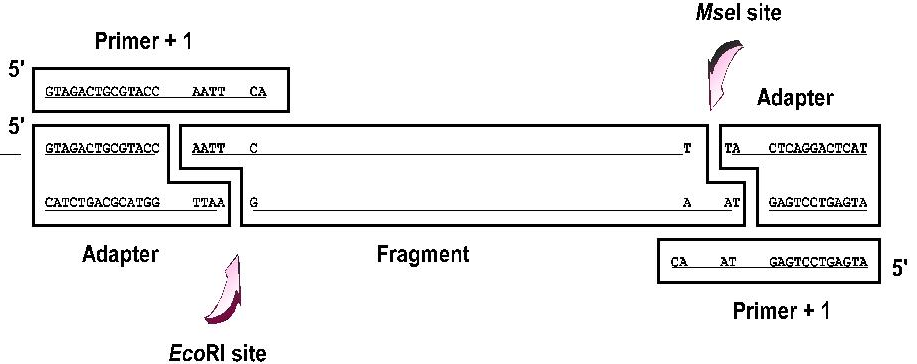 MseI site
Primer + 1
5'
GTAGACTGCGTACC AATT CA
Adapter
5'
GTAGACTGCGTACC AATT C T TA CTCAGGACTCAT
CATCTGACGCATGG TTAA G A AT GAGTCCTGAGTA
Adapter Fragment
CA AT GAGTCCTGAGTA 5'
Primer + 1
EcoRI site